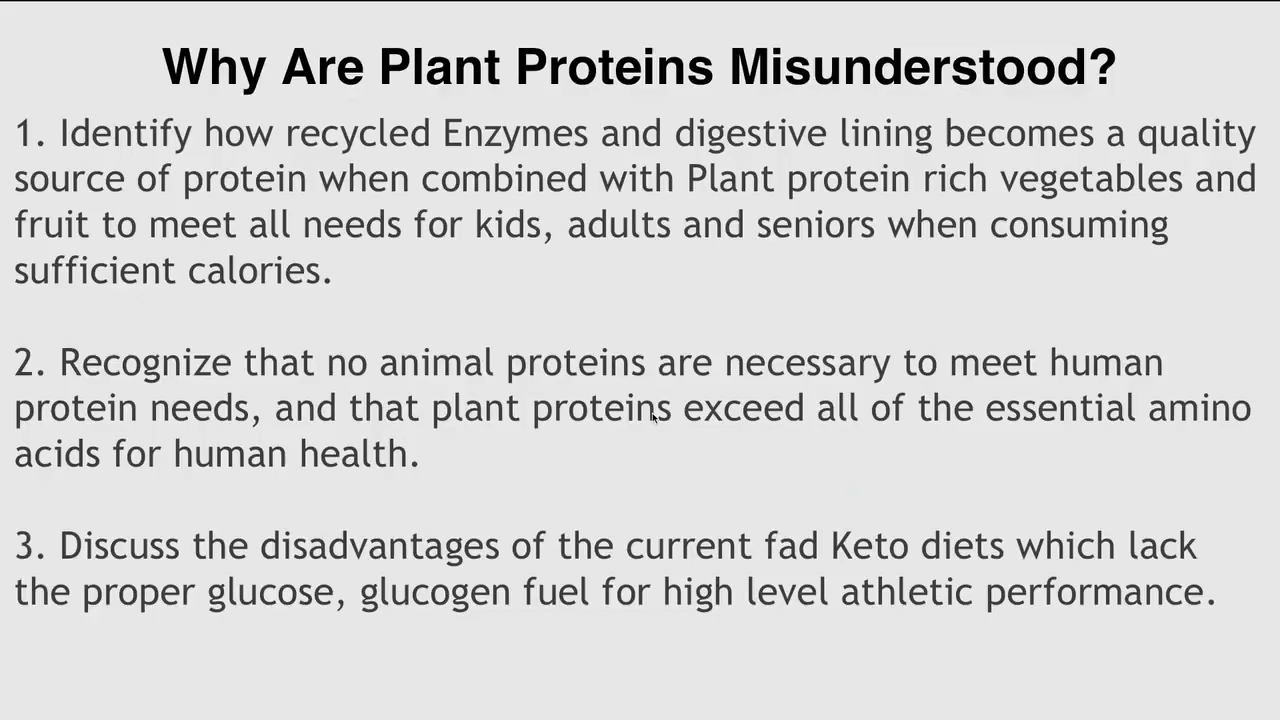 Why Are Plant Proteins Misunderstood?
1. Identify how recycled Enzymes and digestive lining becomes a quality
source of protein when combined with Plant protein rich vegetables and
fruit to meet all needs for kids, adults and seniors when consuming
sufficient calories.
2. Recognize that no animal proteins are necessary to meet human
protein needs, and that plant proteins exceed all of the essential amino
acids for human health.
3. Discuss the disadvantages of the current fad Keto diets which lack
the proper glucose, glucogen fuel for high level athletic performance.